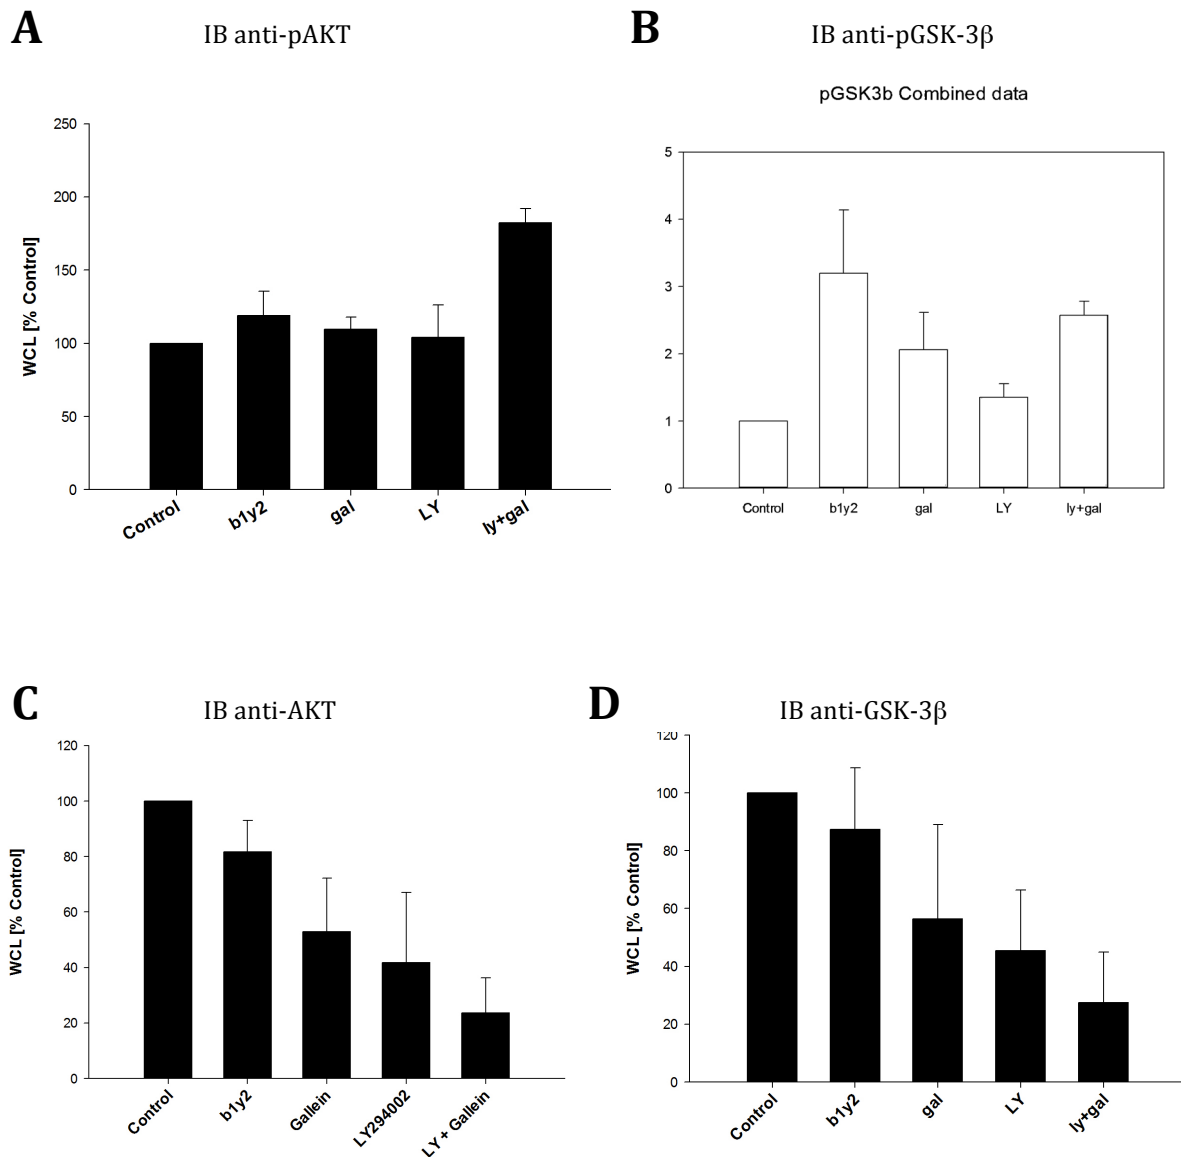 A
IB anti-pAKT
WCL [% Control]
250
200
150
100
50
0
Control
b1y2
gal
LY
ly+gal
B
IB anti-pGSK-3β
pGSK3b Combined data
5
4
3
2
1
0
Control
b1y2
gal
LY
ly+gal
C
IB anti-AKT
WCL [% Control]
120
100
80
60
40
20
0
Control
b1y2
Gallein
LY294002
LY + Gallein
D
IB anti-GSK-3β
WCL [% Control]
120
100
80
60
40
20
0
Control
b1y2
gal
LY
ly+gal